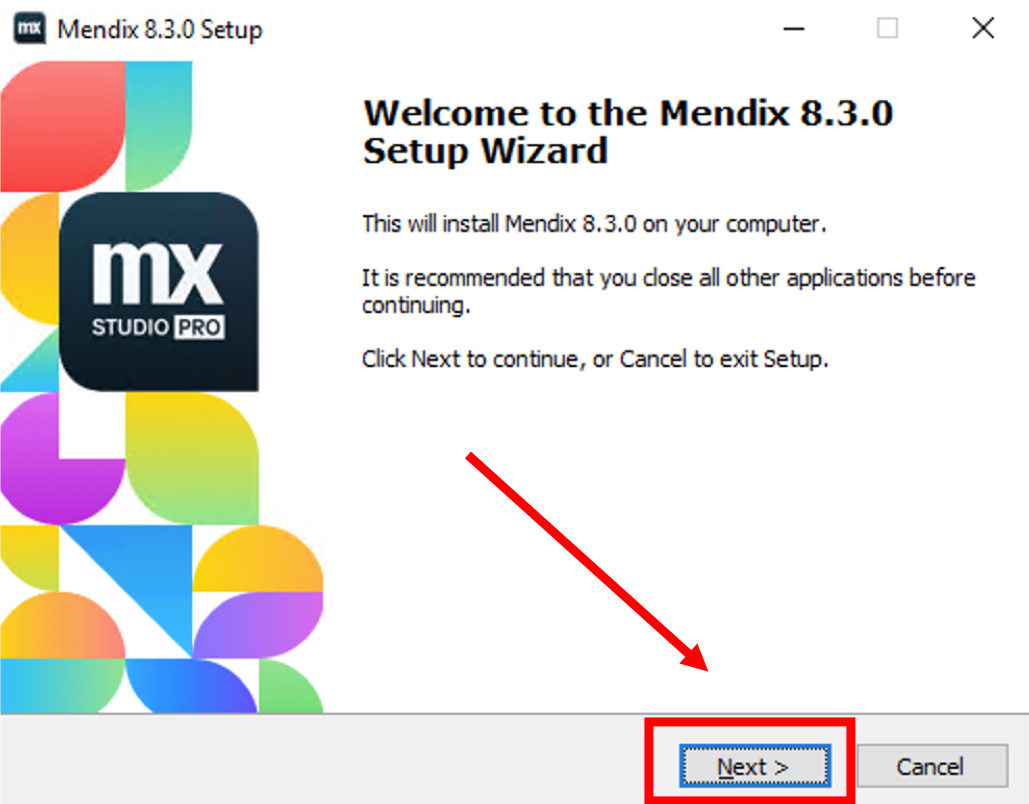 mx Mendix 8.3.0 Setup
Welcome to the Mendix 8.3.0
Setup Wizard
This will install Mendix 8.3.0 on your computer.
It is recommended that you close all other applications before
continuing.
Click Next to continue, or Cancel to exit Setup.
mx
STUDIO PRO
Next > Cancel